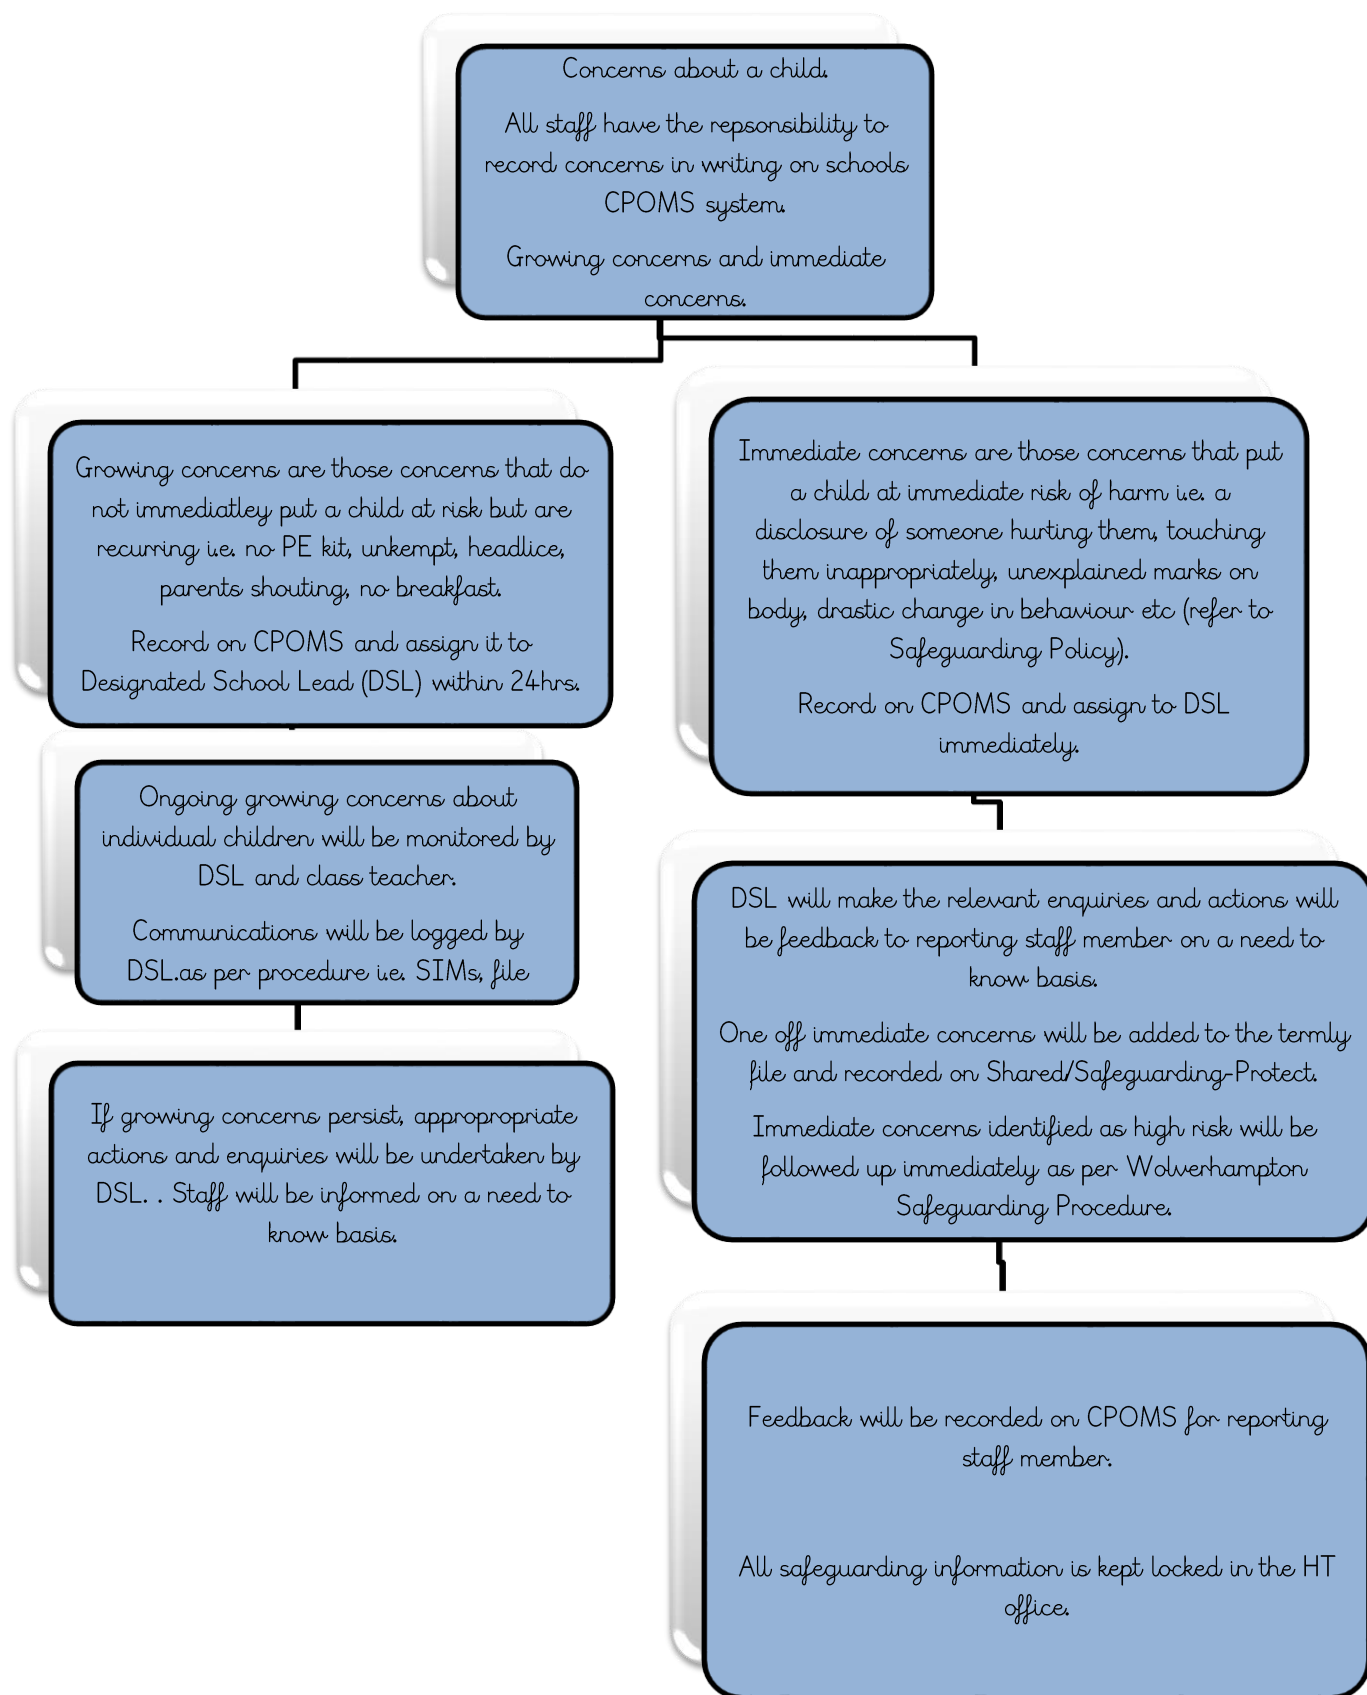 Concerns about a child.
All staff have the repsonsibility to
record concerns in writing on schools
CPOMS system.
Growing concerns and immediate
concerns.
Growing concerns are those concerns that do
not immediatley put a child at risk but are
recurring i.e. no PE kit, unkempt, headlice,
parents shouting, no breakfast.
Record on CPOMS and assign it to
Designated School Lead (DSL) within 24hrs.
Ongoing growing concerns about
individual children will be monitored by
DSL and class teacher.
Communications will be logged by
DSL.as per procedure i.e. SIMs, file
If growing concerns persist, appropropriate
actions and enquiries will be undertaken by
DSL. . Staff will be informed on a need to
know basis.
Immediate concerns are those concerns that put
a child at immediate risk of harm i.e. a
disclosure of someone hurting them, touching
them inappropriately, unexplained marks on
body, drastic change in behaviour etc (refer to
Safeguarding Policy).
Record on CPOMS and assign to DSL
immediately.
DSL will make the relevant enquiries and actions will
be feedback to reporting staff member on a need to
know basis.
One off immediate concerns will be added to the termly
file and recorded on Shared/Safeguarding-Protect.
Immediate concerns identified as high risk will be
followed up immediately as per Wolverhampton
Safeguarding Procedure.
Feedback will be recorded on CPOMS for reporting
staff member.
All safeguarding information is kept locked in the HT
office.